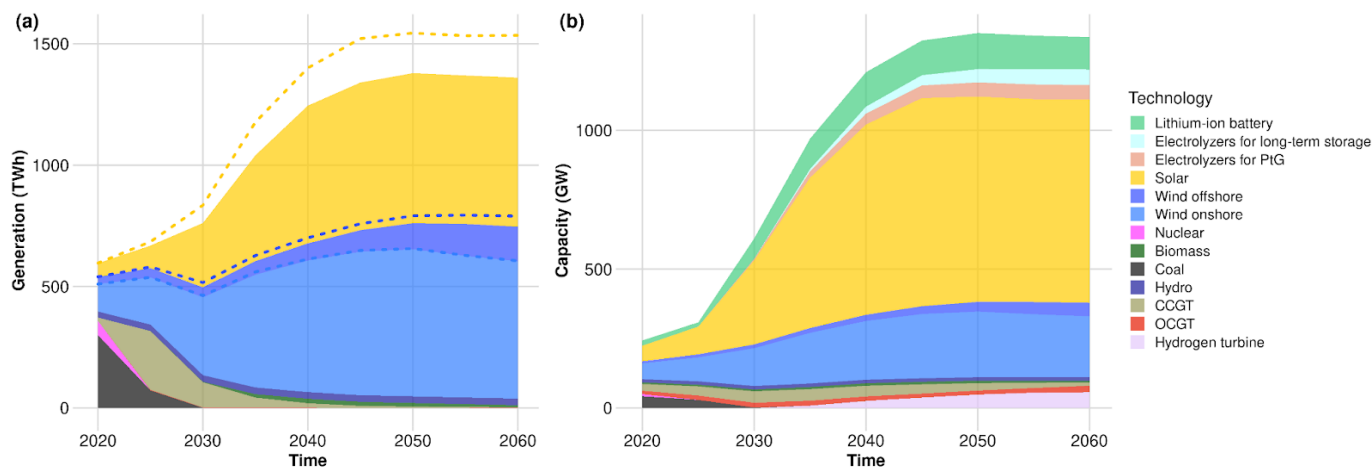 (a)
Generation (TWh)
1500
1000
500
0
2020
2030
2040
2050
2060
Time
(b)
Capacity (GW)
1000
500
0
2020
2030
2040
2050
2060
Time
Technology
Lithium-ion battery
Electrolyzers for long-term storage
Electrolyzers for PtG
Solar
Wind offshore
Wind onshore
Nuclear
Biomass
Coal
Hydro
CCGT
OCGT
Hydrogen turbine